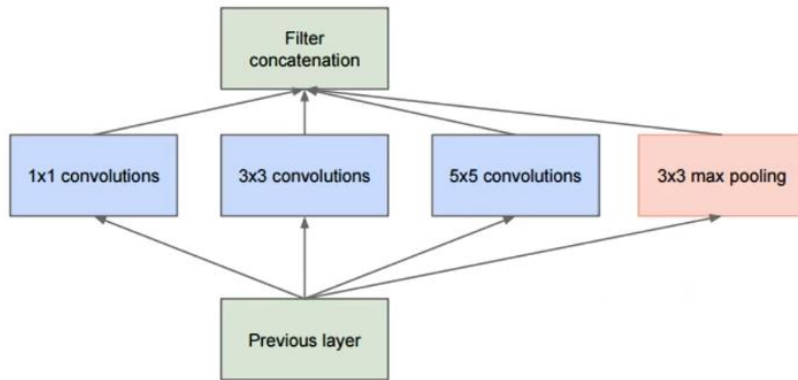 Filter
concatenation
1x1 convolutions
3x3 convolutions
5x5 convolutions
3x3 max pooling
Previous layer